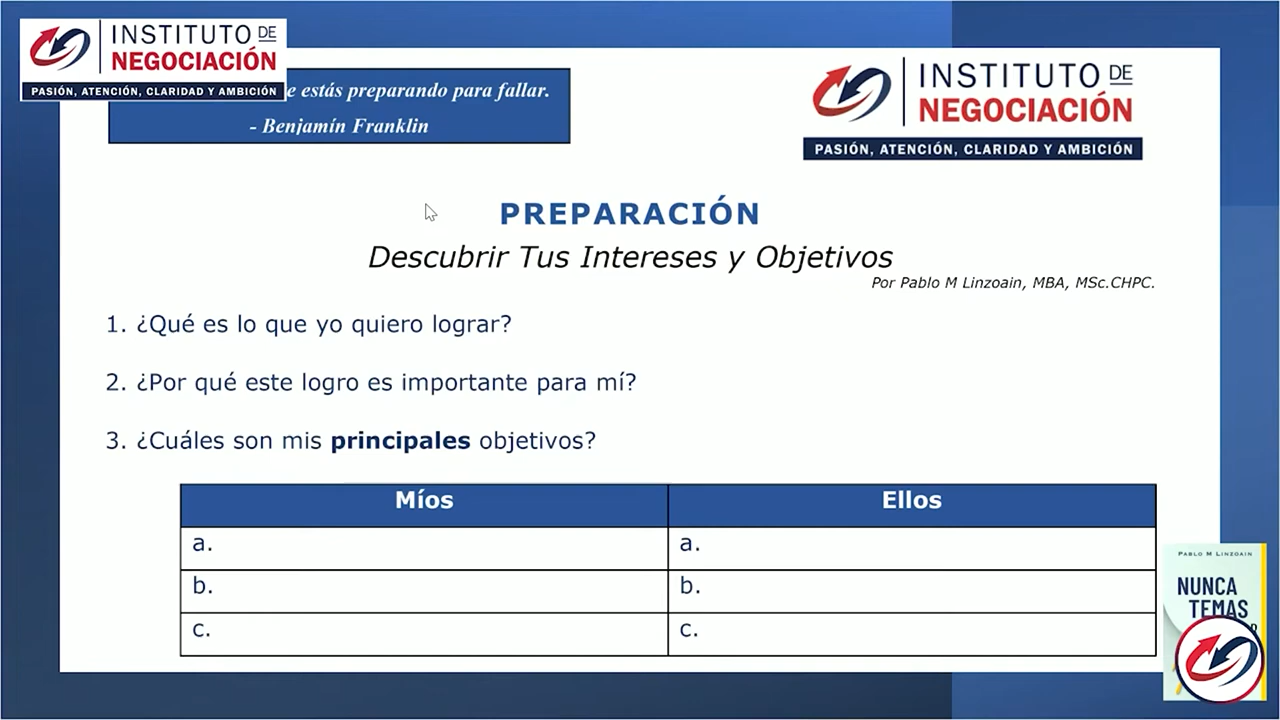 INSTITUTO DE
NEGOCIACIÓN
PASIÓN, ATENCIÓN, CLARIDAD Y AMBICIÓN
e estás preparando para fallar.
- Benjamín Franklin
INSTITUTO DE
NEGOCIACIÓN
PASIÓN, ATENCIÓN, CLARIDAD Y AMBICIÓN
PREPARACIÓN
Descubrir Tus Intereses y Objetivos
Por Pablo M Linzoain, MBA, MSc.CHPC.
1. ¿Qué es lo que yo quiero lograr?
2. ¿Por qué este logro es importante para mí?
3. ¿Cuáles son mis principales objetivos?
Míos Ellos
a. a.
b. b.
c. c.
PABLO M LINZOAIN
NUNCA
TEMAS